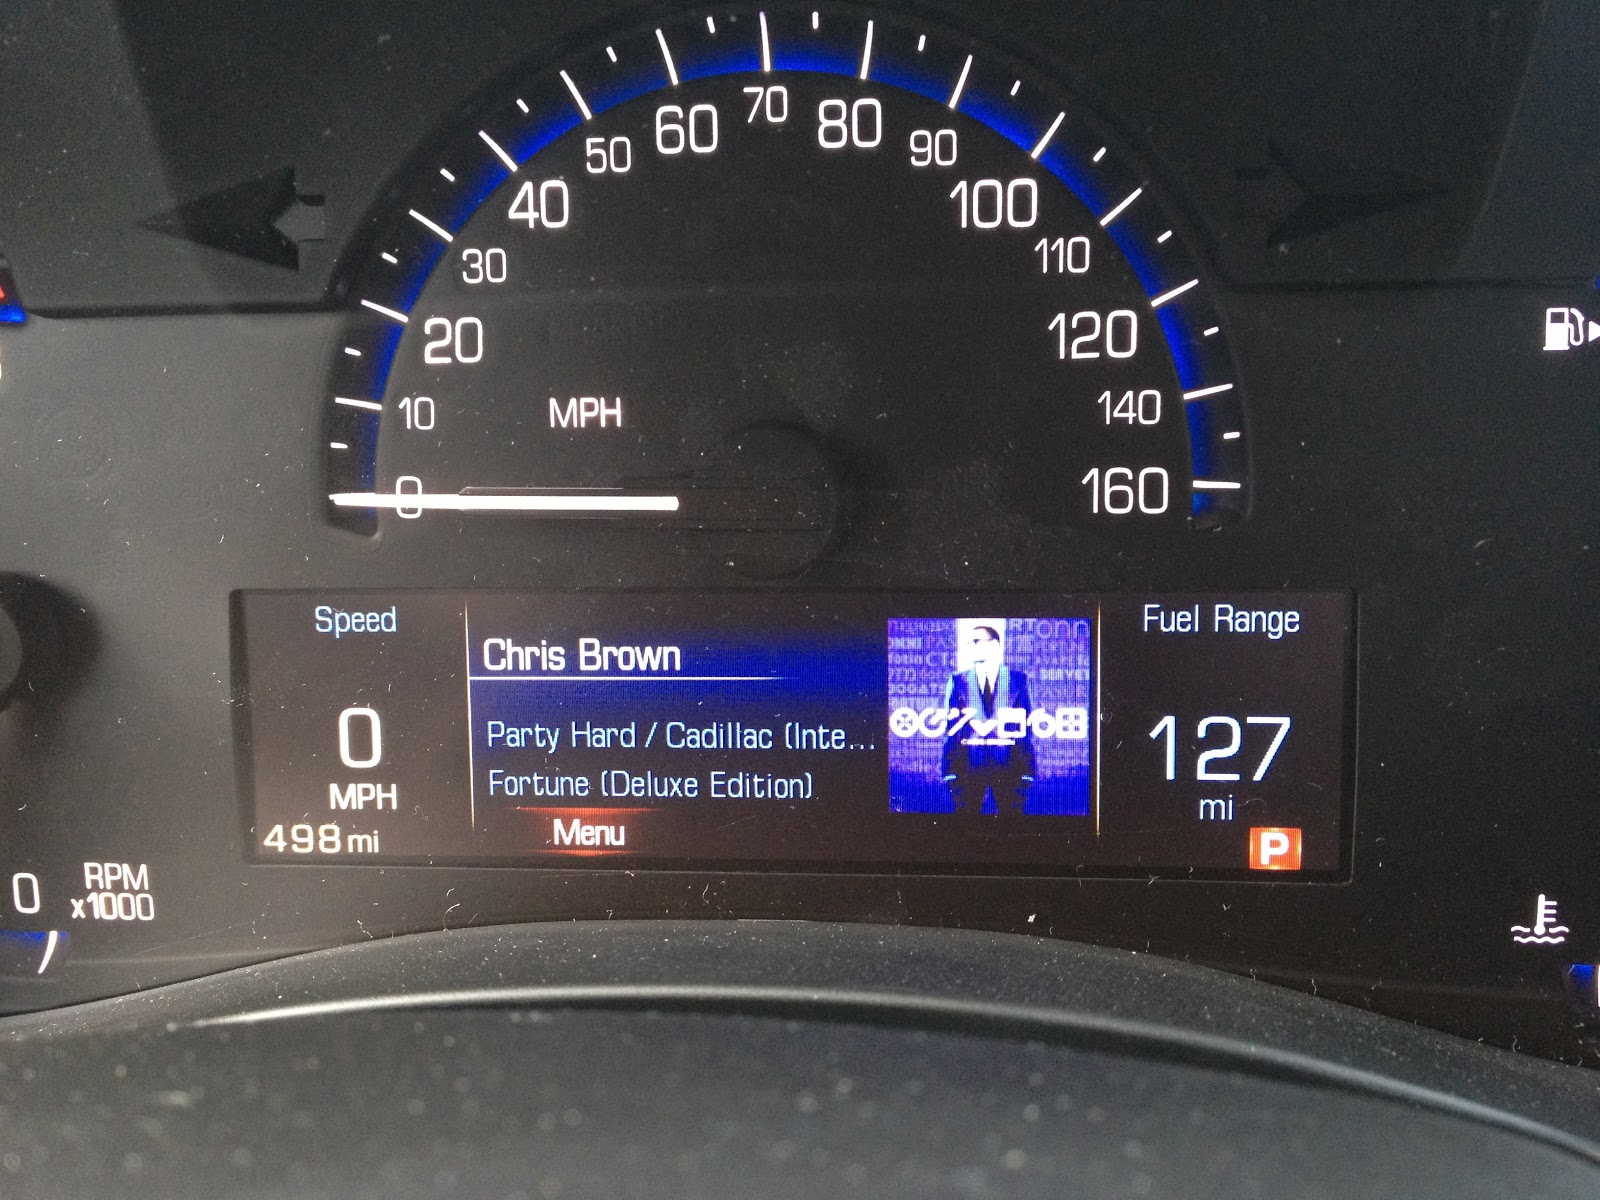 0
10
20
30
40
50
60
70
80
90
100
110
120
140
160
MPH
Speed
0
MPH
498 mi
Chris Brown
Party Hard / Cadillac (Inte...
Fortune (Deluxe Edition)
Menu
Fuel Range
127
mi
P
0
RPM
x1000